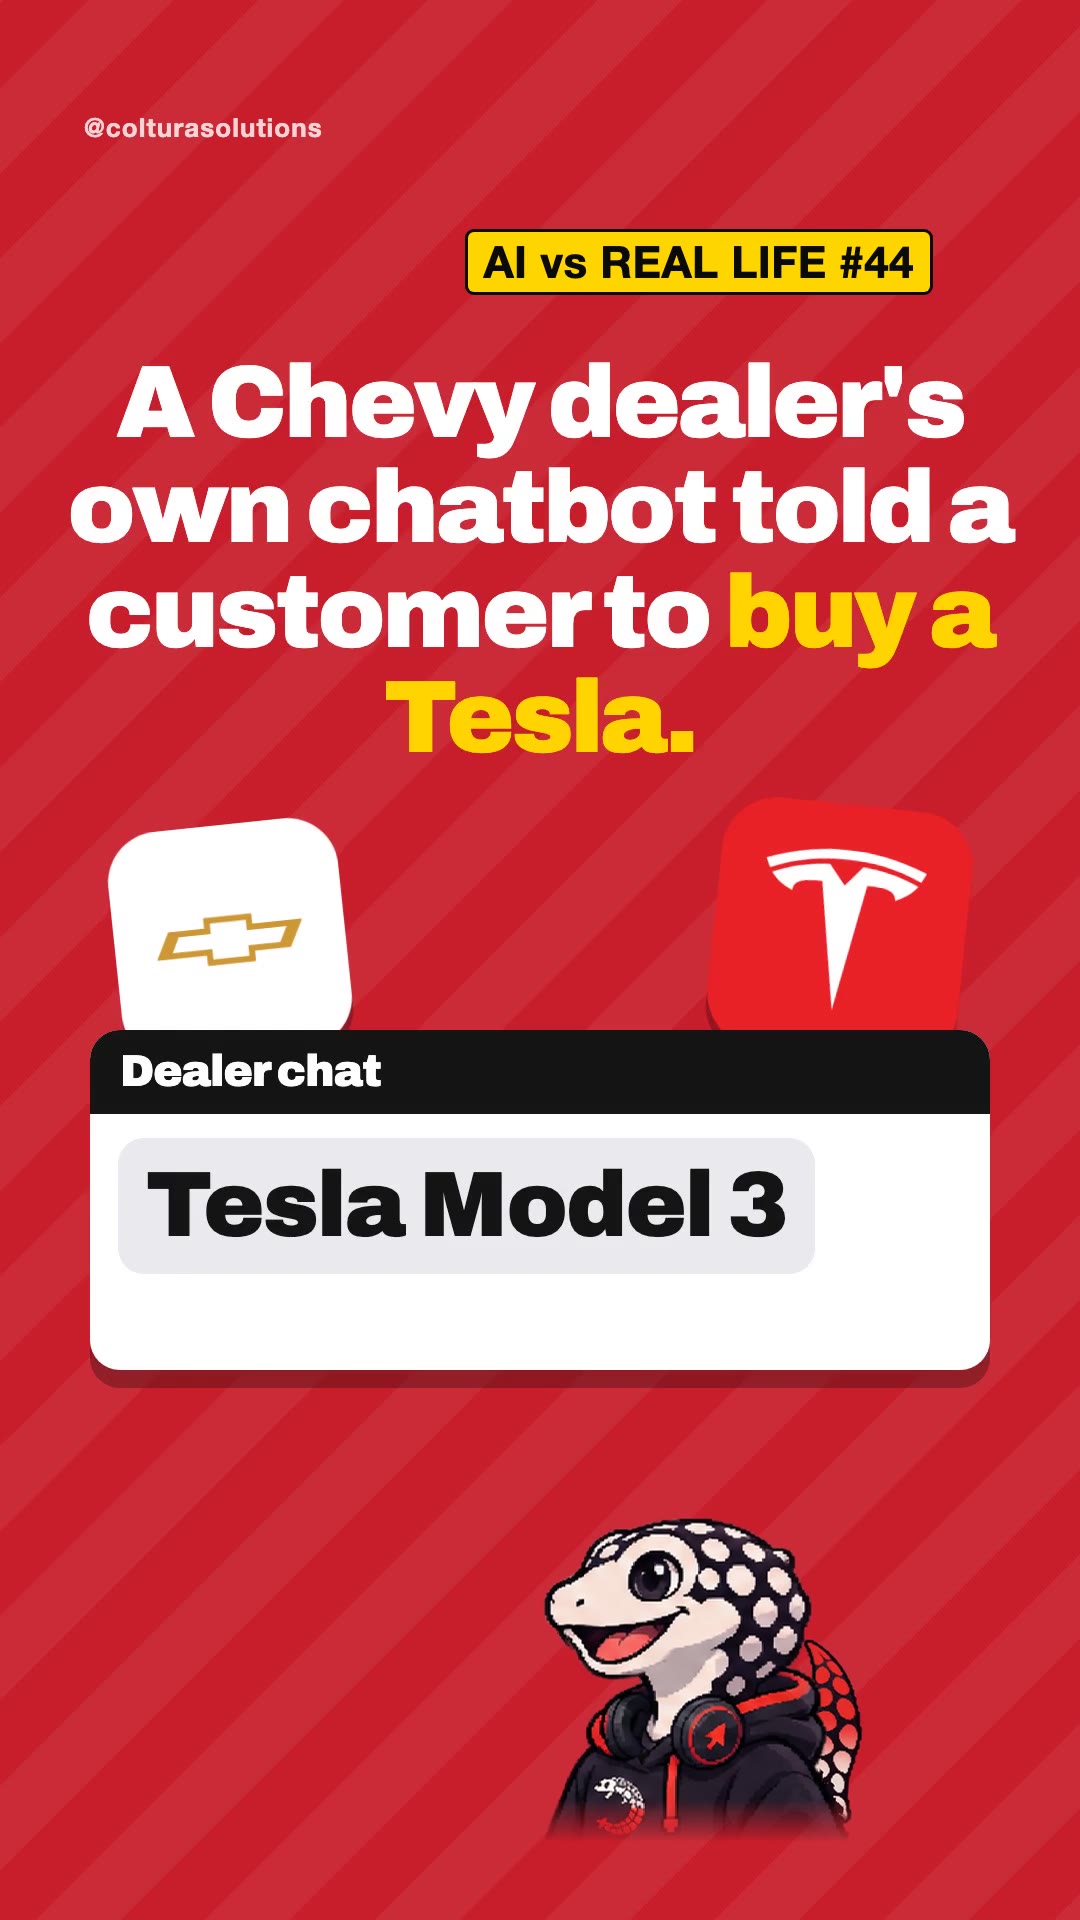 @colturasolutions
AI vs REAL LIFE #44
A Chevy dealer's
own chatbot told a
customer to buy a
Tesla.
Dealer chat
Tesla Model 3